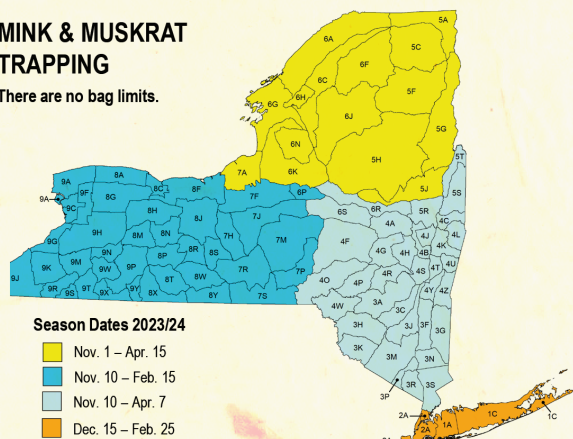 MINK & MUSKRAT
TRAPPING
There are no bag limits.
5A
6A
5C
6F
6C
5F
6H
6G
6J
5G
6N
5H
7A
6K
5J
5T
9A
8A
9F
8C
8F
7F
6P
5S
9A
9C
8G
6S
6R
5R
8H
8J
7J
4A
4C
9H
8M
8N
7H
7M
4F
4J
4L
9G
4G
4H
4B
4K
9N
8P
8R
8S
9K
9M
9W
9P
7R
7P
4R
4S
4T
4U
9J
8T
8W
4O
4P
4Y
4Z
9R
9S
9T
9X
9Y
8X
8Y
7S
4W
3A
3C
3H
3J
3F
3G
3K
3M
3N
3P
3R
3S
2A
2A
1A
1C
1C
Season Dates 2023/24
Nov. 1 – Apr. 15
Nov. 10 – Feb. 15
Nov. 10 – Apr. 7
Dec. 15 – Feb. 25